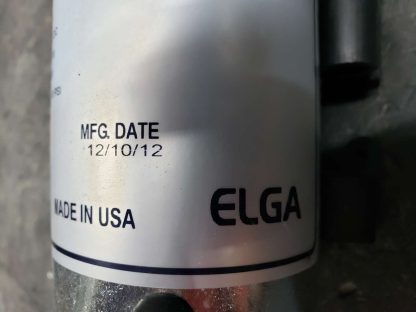 MFG. DATE
12/10/12
MADE IN USA
ELGA